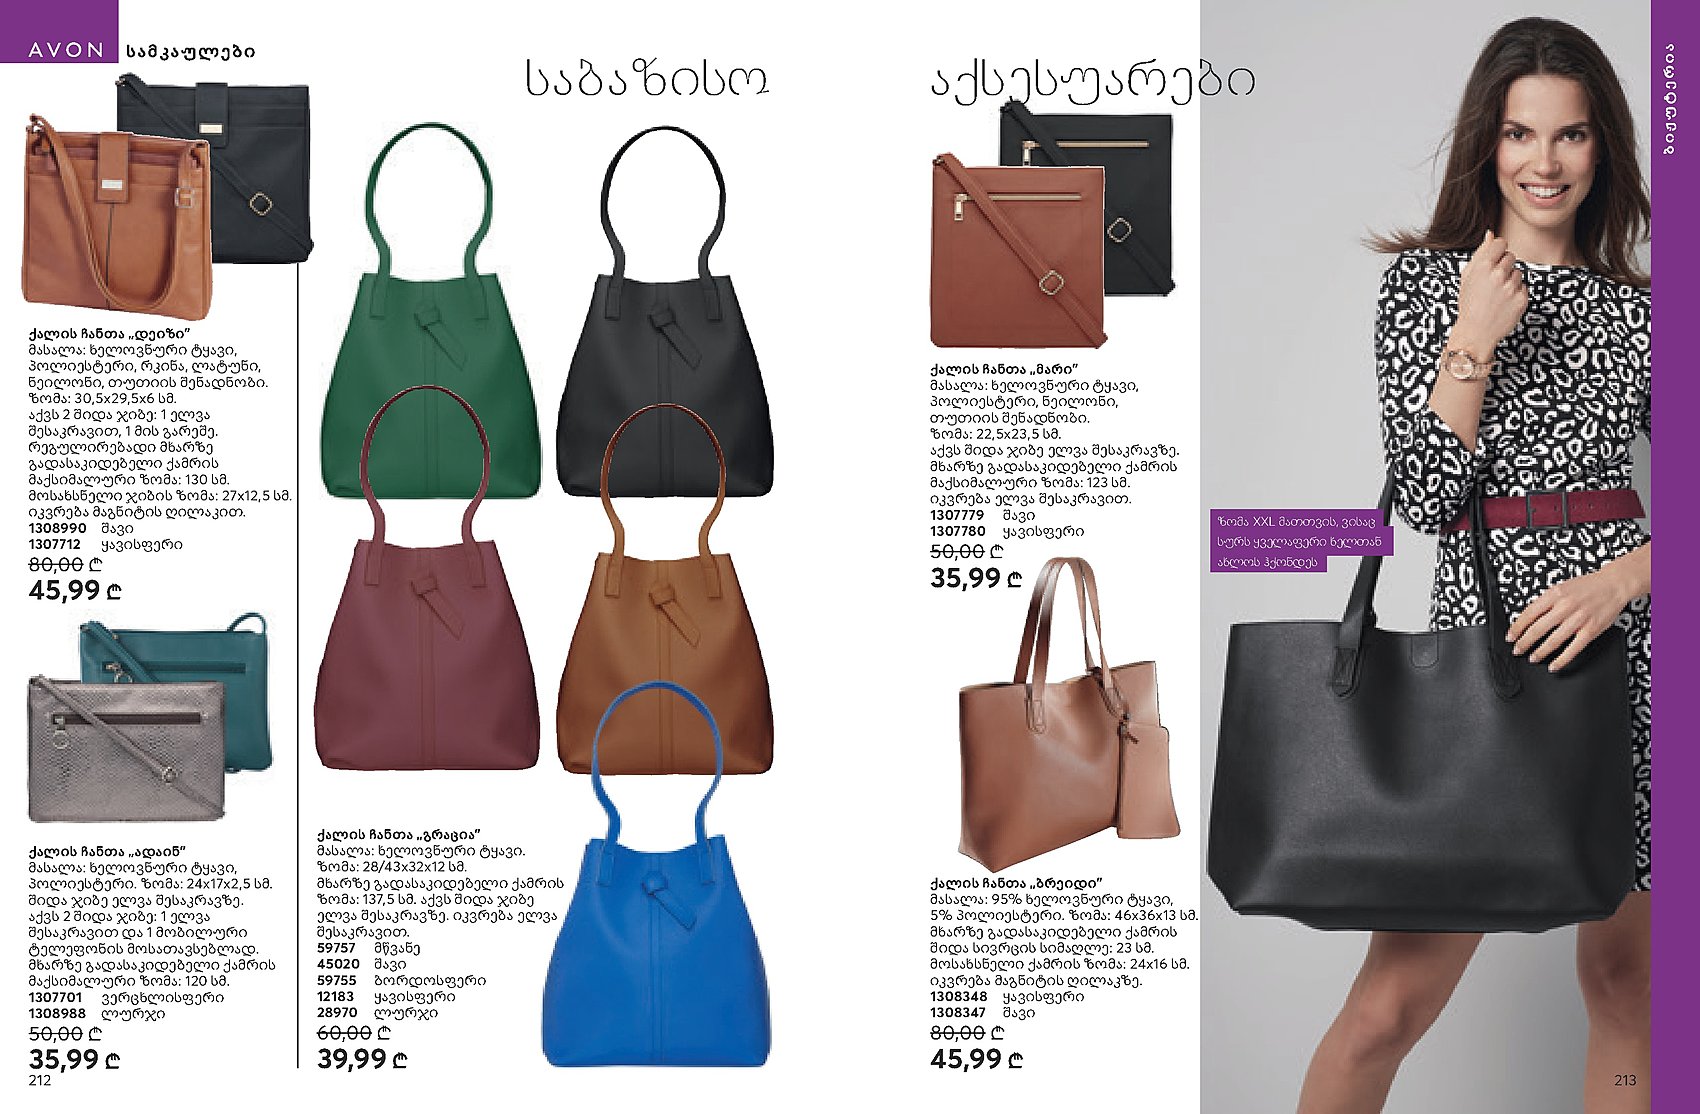 AVON
სამკაულები
საბაზისო აქსესუარები
ბიჟუტერია
ქალის ჩანთა „დეიზი”
მასალა: ხელოვნური ტყავი,
პოლიესტერი, რკინა, ლატუნი,
ნეილონი, თუთიის შენადნობი.
ზომა: 30,5x29,5x6 სმ.
აქვს 2 შიდა ჯიბე: 1 ელვა
შესაკრავით, 1 მის გარეშე.
რეგულირებადი მხარზე
გადასაკიდებელი ქამრის
მაქსიმალური ზომა: 130 სმ.
მოსახსნელი ჯიბის ზომა: 27x12,5 სმ.
იკვრება მაგნიტის ღილაკით.
1308990 შავი
1307712 ყავისფერი
80,00 ₾
45,99 ₾
ქალის ჩანთა „ადაინ”
მასალა: ხელოვნური ტყავი,
პოლიესტერი. ზომა: 24x17x2,5 სმ.
შიდა ჯიბე ელვა შესაკრავზე.
აქვს 2 შიდა ჯიბე: 1 ელვა
შესაკრავით და 1 მობილური
ტელეფონის მოსათავსებლად.
მხარზე გადასაკიდებელი ქამრის
მაქსიმალური ზომა: 120 სმ.
1307701 ვერცხლისფერი
1308988 ლურჯი
50,00 ₾
35,99 ₾
212
ქალის ჩანთა „გრაცია”
მასალა: ხელოვნური ტყავი.
ზომა: 28/43x32x12 სმ.
მხარზე გადასაკიდებელი ქამრის
ზომა: 137,5 სმ. აქვს შიდა ჯიბე
ელვა შესაკრავზე. იკვრება ელვა
შესაკრავით.
59757 მწვანე
45020 შავი
59755 ბორდოსფერი
12183 ყავისფერი
28970 ლურჯი
60,00 ₾
39,99 ₾
ქალის ჩანთა „მარი”
მასალა: ხელოვნური ტყავი,
პოლიესტერი, ნეილონი,
თუთიის შენადნობი.
ზომა: 22,5x23,5 სმ.
აქვს შიდა ჯიბე ელვა შესაკრავზე.
მხარზე გადასაკიდებელი ქამრის
მაქსიმალური ზომა: 123 სმ.
იკვრება ელვა შესაკრავით.
1307779 შავი
1307780 ყავისფერი
50,00 ₾
35,99 ₾
ქალის ჩანთა „ბრეიდი”
მასალა: 95% ხელოვნური ტყავი,
5% პოლიესტერი. ზომა: 46x36x13 სმ.
მხარზე გადასაკიდებელი ქამრის
შიდა სივრცის სიმაღლე: 23 სმ.
მოსახსნელი ქამრის ზომა: 24x16 სმ.
იკვრება მაგნიტის ღილაკზე.
1308348 ყავისფერი
1308347 შავი
80,00 ₾
45,99 ₾
ზომა XXL მათთვის, ვისაც
სურს ყველაფერი ხელთან
ახლოს ჰქონდეს
213